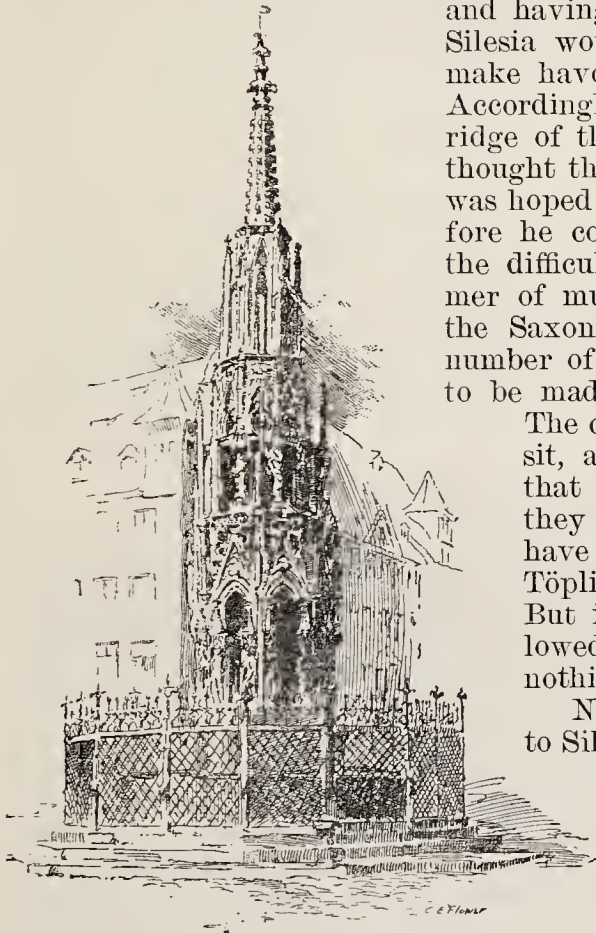 and having
Silesia wou
make havo
Accordingl
ridge of th
thought th
was hoped
fore he co
the difficul
mer of mu
the Saxon
number of
to be mad
The c
sit, a
that
they
have
Töpli
But i
lowed
nothi
N
to Sil
C E Flower